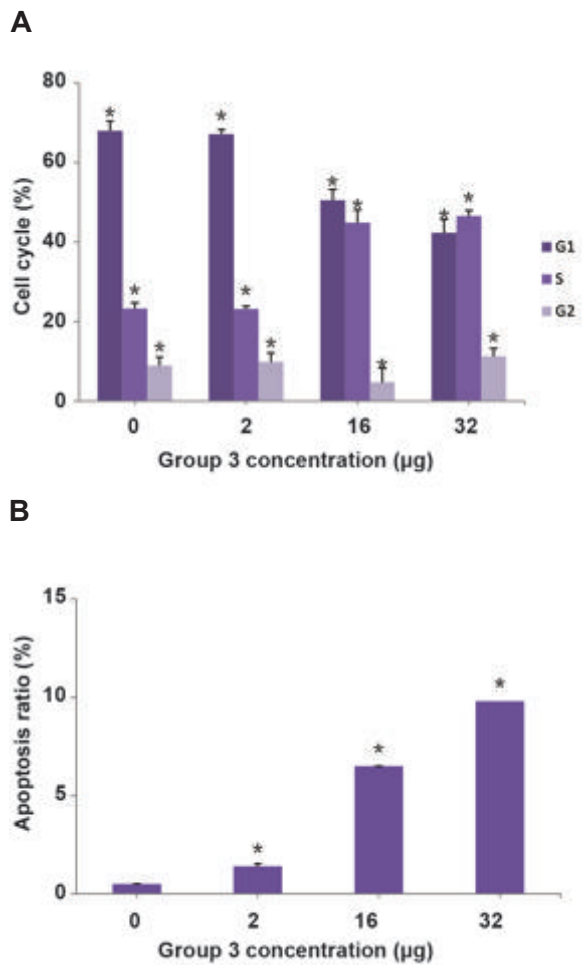 A
80
60
40
20
0
Cell cycle (%)
* * * * * * * * * * * *
G1
S
G2
0 2 16 32
Group 3 concentration (µg)
B
15
10
5
0
Apoptosis ratio (%)
* * *
0 2 16 32
Group 3 concentration (µg)